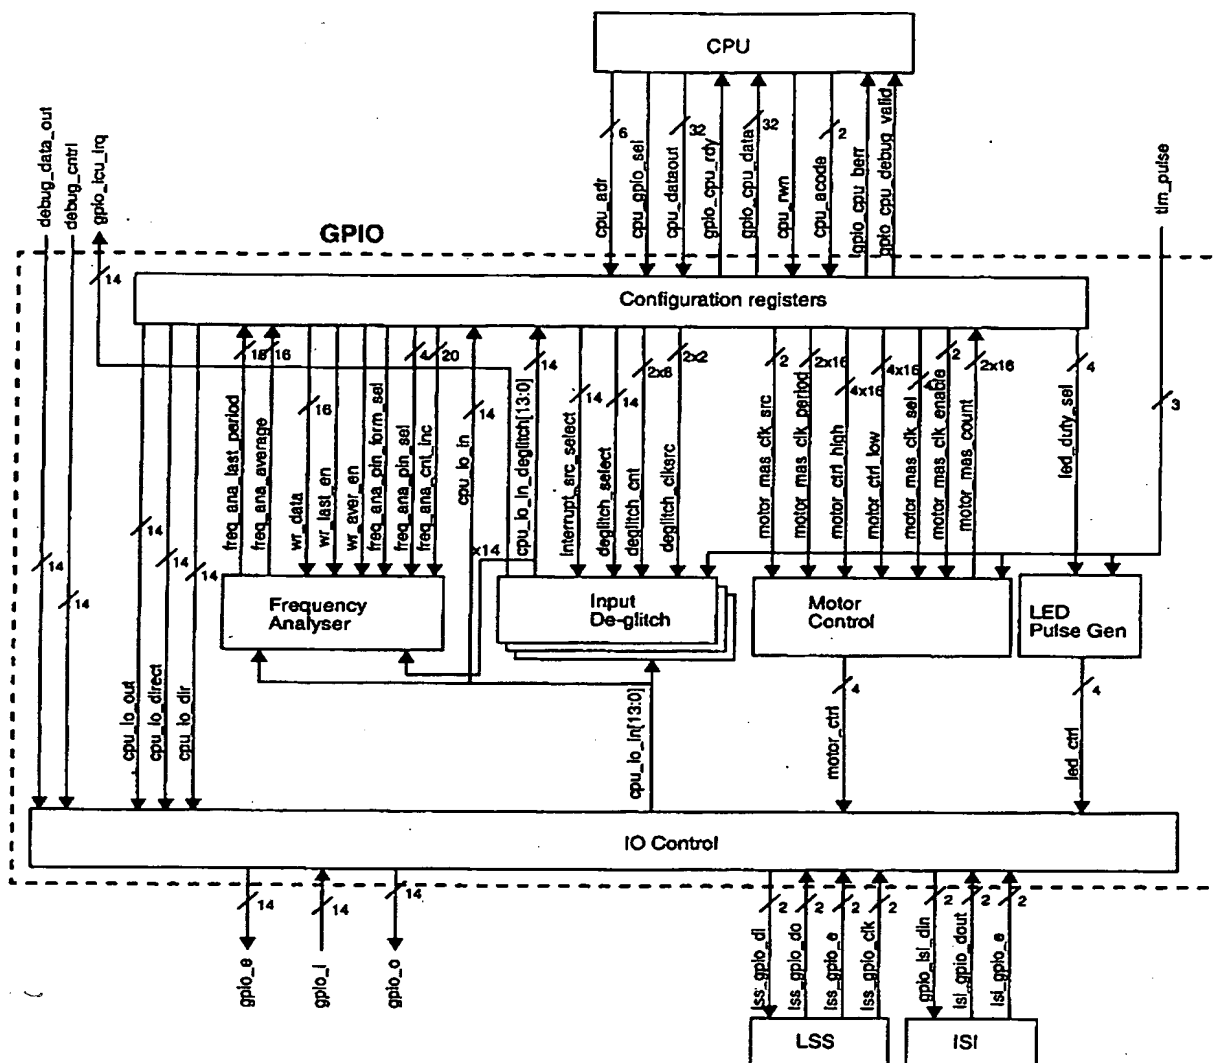 CPU
6
32
32
2
cpu_adr
cpu_gpio_sel
cpu_dataout
gpio_cpu_rdy
gpio_cpu_data
cpu_rwn
cpu_acode
gpio_cpu_berr
gpio_cpu_debug_valid
debug_data_out
debug_cntrl
gpio_icu_irq
tim_pulse
GPIO
14
Configuration registers
16
4
20
14
14
16
14
14
2x2
2
2x16
4x16
4x16
4
2
2x16
4
3
freq_ana_last_period
freq_ana_average
wr_data
wr_last_en
wr_aver_en
freq_ana_pin_form_sel
freq_ana_pin_sel
freq_ana_cnt_inc
cpu_io_in
cpu_io_in_deglitch[13:0]
interrupt_src_select
deglitch_select
deglitch_cnt
deglitch_clksrc
motor_mas_clk_src
motor_mas_clk_period
motor_ctrl_high
motor_ctrl_low
motor_mas_clk_sel
motor_mas_clk_enable
motor_mas_count
led_duty_sel
14
14
14
14
14
x14
Frequency
Analyser
Input
De-glitch
Motor
Control
LED
Pulse Gen
cpu_io_out
cpu_io_direct
cpu_io_dir
cpu_io_in[13:0]
4
motor_ctrl
4
led_ctrl
IO Control
14
14
14
2
2
2
2
2
2
2
gpio_e
gpio_i
gpio_o
lss_gpio_di
lss_gpio_do
lss_gpio_e
lss_gpio_clk
gpio_isi_din
isi_gpio_dout
isi_gpio_e
LSS
ISI